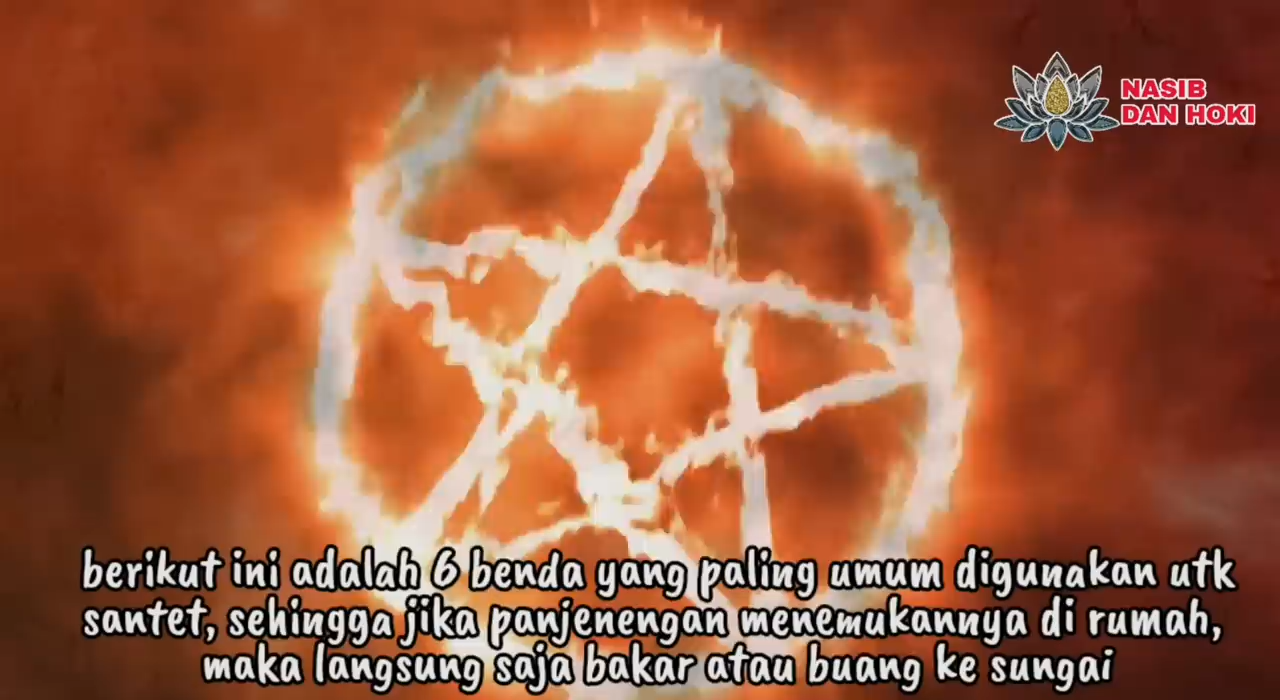 NASIB
DAN HOKI
berikut ini adalah 6 benda yang paling umum digunakan utk
santet, sehingga jika panjenengan menemukannya di rumah,
maka langsung saja bakar atau buang ke sungai